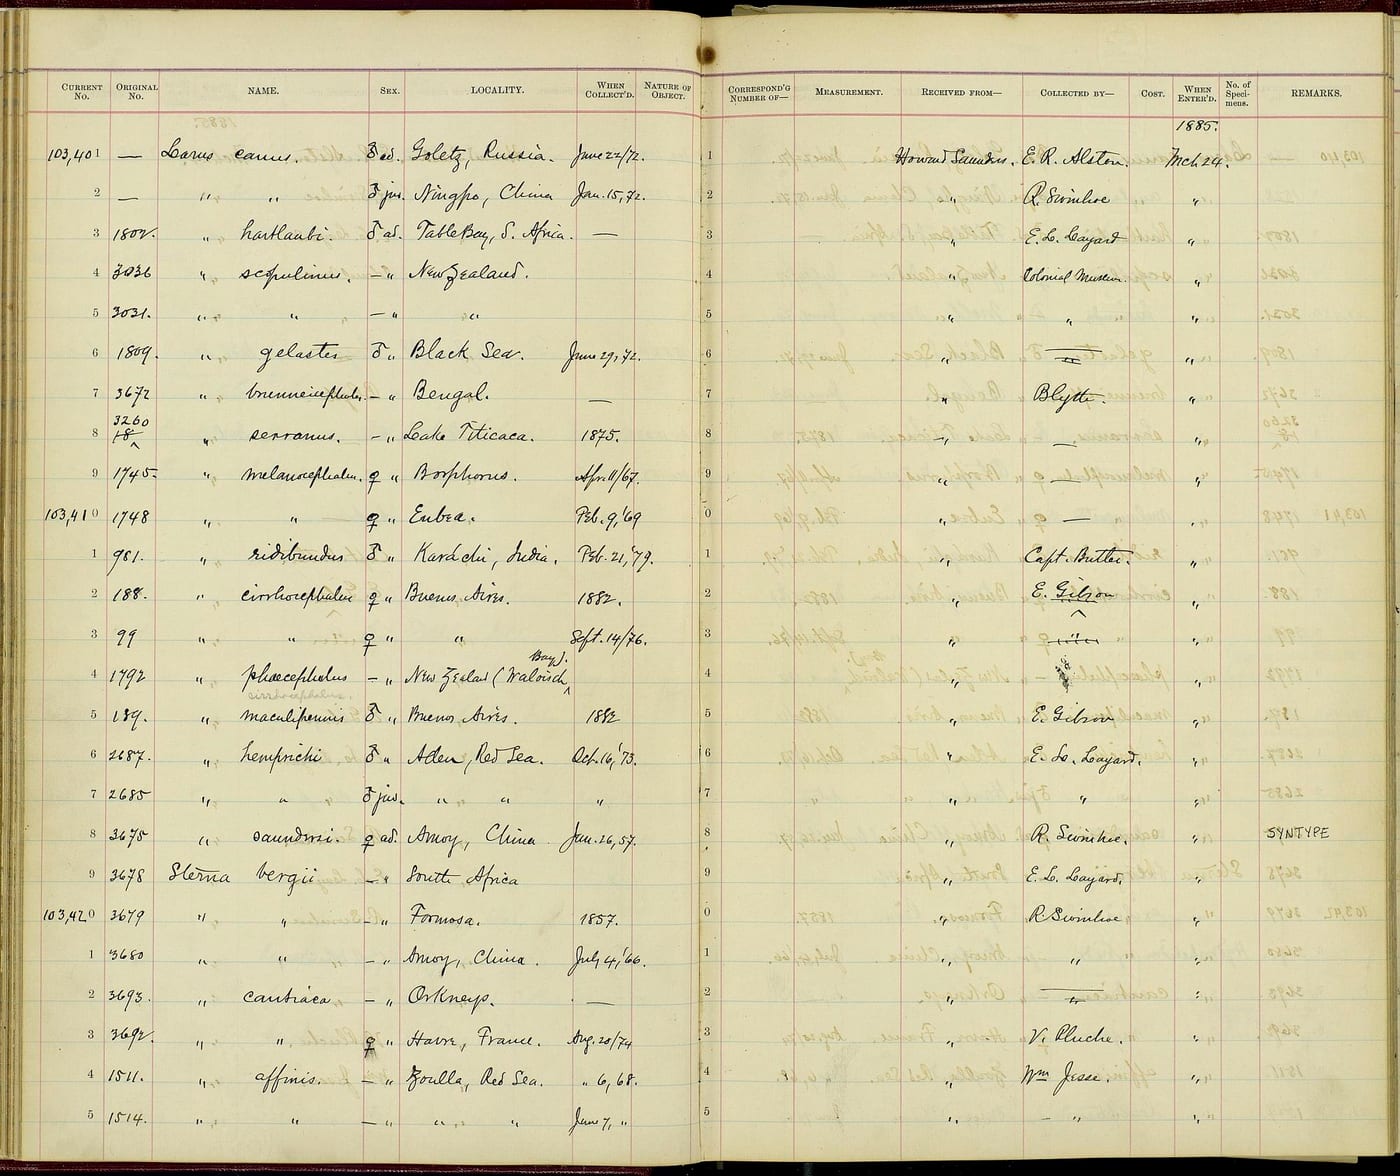 CURRENT No. ORIGINAL No. NAME. SEX. LOCALITY. WHEN COLLECT'D. NATURE OF OBJECT. CORRESPOND'G NUMBER OF— MEASUREMENT. RECEIVED FROM— COLLECTED BY— COST. WHEN ENTER'D. No. of Specimens. REMARKS.
1885.
103,401 — Larus canus. ♂ ad. Goletz, Russia. June 22/72. 1 Howard Saunders. E. R. Alston. Mch 24.
2 — " " ♂ juv. Ningpo, China Jan. 15, 72. 2 " R. Swinhoe "
3 1802. " hartlaubi. ♂ ad. Table Bay, S. Africa. — 3 " E. L. Layard "
4 3036 " scopulinus. — " New Zealand. 4 " Colonial Museum. "
5 3031. " " — " " 5 " " "
6 1809. " gelastes ♂ " Black Sea. June 29, '72. 6 " — " "
7 3672 " brunneicephalus. — " Bengal. — 7 " Blyth. "
3260
8 18 " serranus. — " Lake Titicaca. 1875. 8 " — "
9 1745. " melanocephalus. ♀ " Bosphorus. April 11/67. 9 " — "
103,410 1748 " " ♀ " Eubea. Feb. 9, '69 0 " — "
1 961. " ridibundus ♂ " Karáchi, India. Feb. 21, '79. 1 " Capt. Butler. "
2 188. " cirrhocephalus ♀ " Buenos Aires. 1882. 2 " E. Gibson "
3 99 " " ♀ " " Sept. 14/76. 3 " " "
Bay).
4 1792 " phaecephalus — " New Zealand (Walvisch 4 " "
cirrhocephalus.
5 189. " maculipennis ♂ " Buenos Aires. 1882 5 " E. Gibson "
6 2687. " hemprichi ♂ " Aden, Red Sea. Oct. 16, '73. 6 " E. L. Layard. "
7 2685 " " ♂ juv. " " " 7 " " "
8 3675 " saundersi. ♀ ad. Amoy, China Jan. 26, 57. 8 " R. Swinhoe. " SYNTYPE
9 3678 Sterna bergii — " South Africa 9 " E. L. Layard. "
103,420 3679 " " — " Formosa. 1857. 0 " R. Swinhoe "
1 3680 " " — " Amoy, China. July 4, '66. 1 " " "
2 3693. " cantiaca — " Orkneys. — 2 " — " "
3 3692. " " ♀ " Havre, France. Aug. 20/74 3 " V. Pluche. "
4 1511. " affinis. — " Zoulla, Red Sea. " 6, 68. 4 " Wm Jesse. "
5 1514. " " — " " " June 7, " 5 " " "